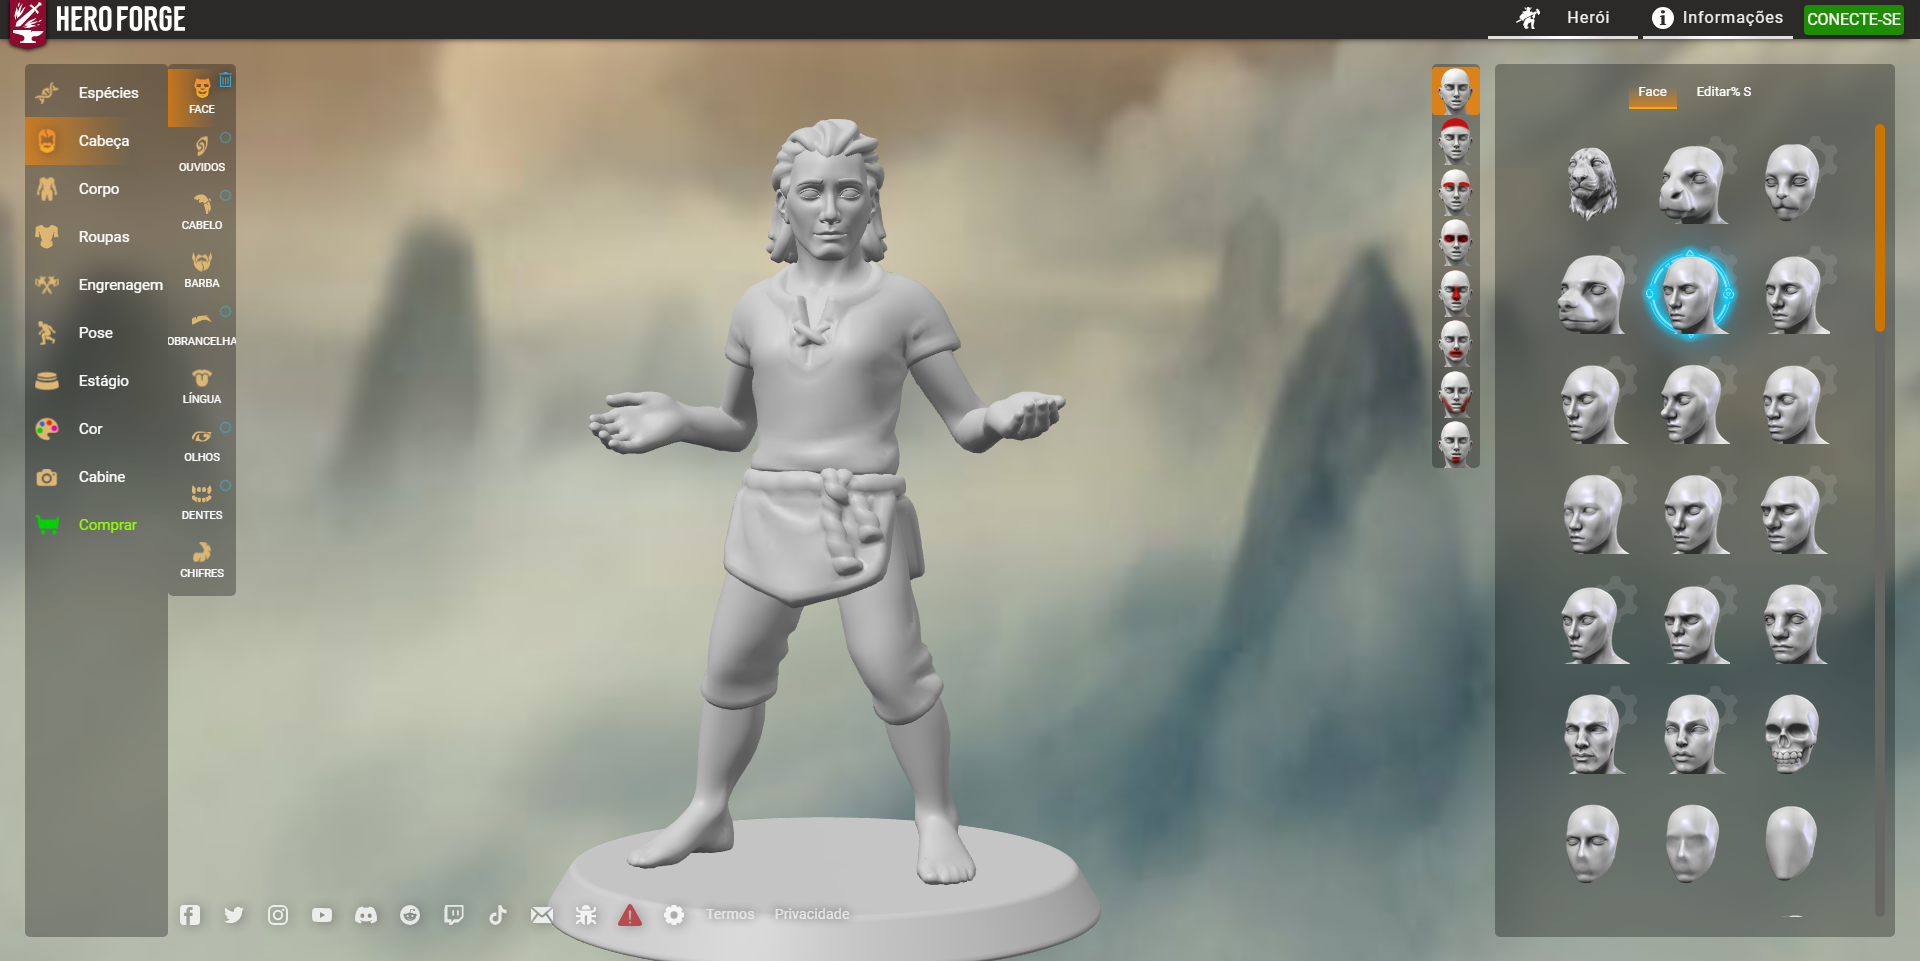 HERO FORGE
Herói
Informações
CONECTE-SE
Espécies
Cabeça
Corpo
Roupas
Engrenagem
Pose
Estágio
Cor
Cabine
Comprar
FACE
OUVIDOS
CABELO
BARBA
OBRANCELHA
LÍNGUA
OLHOS
DENTES
CHIFRES
Face
Editar% S
Termos
Privacidade